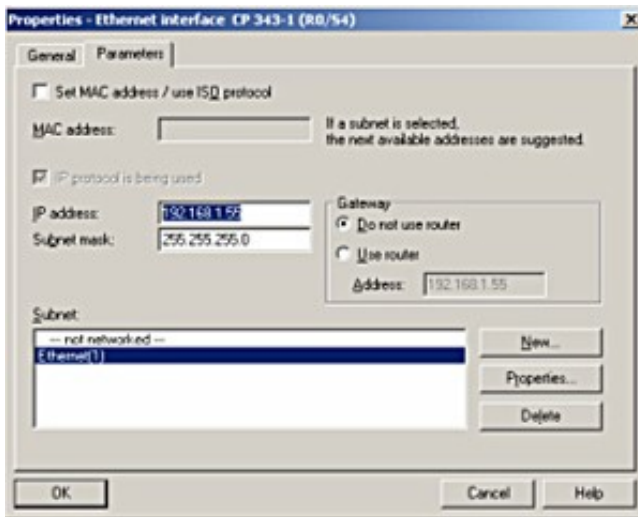 Properties - Ethernet interface CP 343-1 (R0/S4)
General
Parameters
Set MAC address / use ISO protocol
MAC address:
If a subnet is selected,
the next available addresses are suggested.
IP protocol is being used
IP address:
192.168.1.55
Subnet mask:
255.255.255.0
Gateway
Do not use router
Use router
Address:
192.168.1.55
Subnet:
--- not networked ---
Ethernet(1)
New...
Properties...
Delete
OK
Cancel
Help